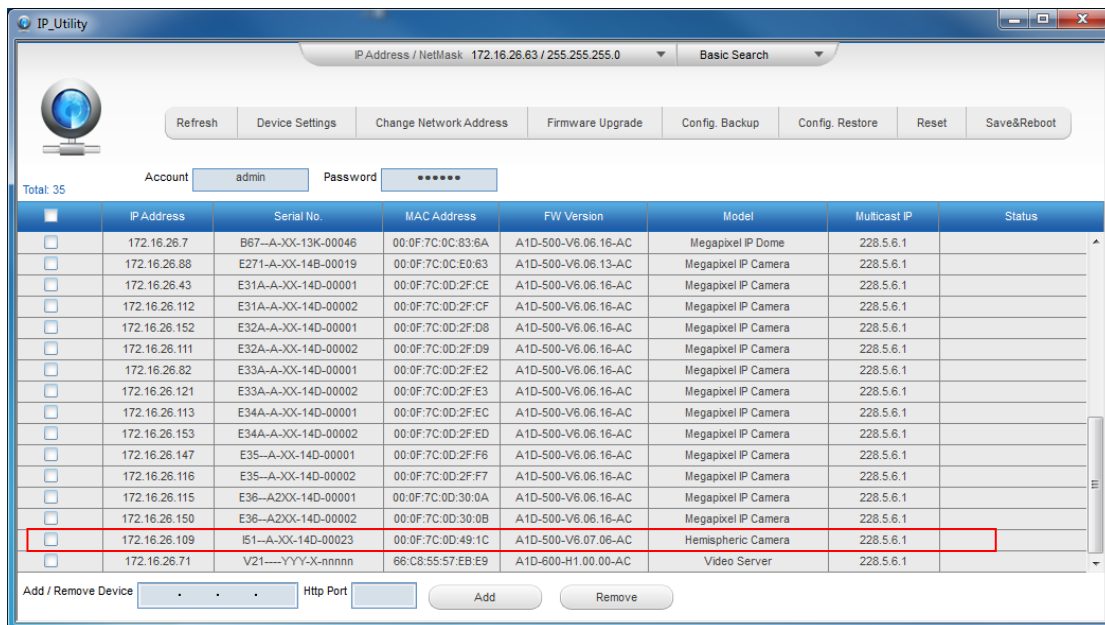 IP_Utility
IP Address / NetMask 172.16.26.63 / 255.255.255.0 Basic Search
Refresh Device Settings Change Network Address Firmware Upgrade Config. Backup Config. Restore Reset Save&Reboot
Account admin Password ••••••
Total: 35
IP Address Serial No. MAC Address FW Version Model Multicast IP Status
172.16.26.7 B67--A-XX-13K-00046 00:0F:7C:0C:83:6A A1D-500-V6.06.16-AC Megapixel IP Dome 228.5.6.1
172.16.26.88 E271-A-XX-14B-00019 00:0F:7C:0C:E0:63 A1D-500-V6.06.13-AC Megapixel IP Camera 228.5.6.1
172.16.26.43 E31A-A-XX-14D-00001 00:0F:7C:0D:2F:CE A1D-500-V6.06.16-AC Megapixel IP Camera 228.5.6.1
172.16.26.112 E31A-A-XX-14D-00002 00:0F:7C:0D:2F:CF A1D-500-V6.06.16-AC Megapixel IP Camera 228.5.6.1
172.16.26.152 E32A-A-XX-14D-00001 00:0F:7C:0D:2F:D8 A1D-500-V6.06.16-AC Megapixel IP Camera 228.5.6.1
172.16.26.111 E32A-A-XX-14D-00002 00:0F:7C:0D:2F:D9 A1D-500-V6.06.16-AC Megapixel IP Camera 228.5.6.1
172.16.26.82 E33A-A-XX-14D-00001 00:0F:7C:0D:2F:E2 A1D-500-V6.06.16-AC Megapixel IP Camera 228.5.6.1
172.16.26.121 E33A-A-XX-14D-00002 00:0F:7C:0D:2F:E3 A1D-500-V6.06.16-AC Megapixel IP Camera 228.5.6.1
172.16.26.113 E34A-A-XX-14D-00001 00:0F:7C:0D:2F:EC A1D-500-V6.06.16-AC Megapixel IP Camera 228.5.6.1
172.16.26.153 E34A-A-XX-14D-00002 00:0F:7C:0D:2F:ED A1D-500-V6.06.16-AC Megapixel IP Camera 228.5.6.1
172.16.26.147 E35--A-XX-14D-00001 00:0F:7C:0D:2F:F6 A1D-500-V6.06.16-AC Megapixel IP Camera 228.5.6.1
172.16.26.116 E35--A-XX-14D-00002 00:0F:7C:0D:2F:F7 A1D-500-V6.06.16-AC Megapixel IP Camera 228.5.6.1
172.16.26.115 E36--A2XX-14D-00001 00:0F:7C:0D:30:0A A1D-500-V6.06.16-AC Megapixel IP Camera 228.5.6.1
172.16.26.150 E36--A2XX-14D-00002 00:0F:7C:0D:30:0B A1D-500-V6.06.16-AC Megapixel IP Camera 228.5.6.1
172.16.26.109 I51--A-XX-14D-00023 00:0F:7C:0D:49:1C A1D-500-V6.07.06-AC Hemispheric Camera 228.5.6.1
172.16.26.71 V21----YYY-X-nnnnn 66:C8:55:57:EB:E9 A1D-600-H1.00.00-AC Video Server 228.5.6.1
Add / Remove Device . . . Http Port Add Remove